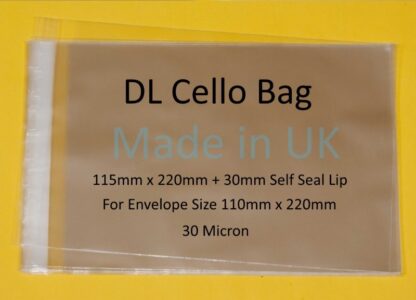 DL Cello Bag
Made in UK
115mm x 220mm + 30mm Self Seal Lip
For Envelope Size 110mm x 220mm
30 Micron